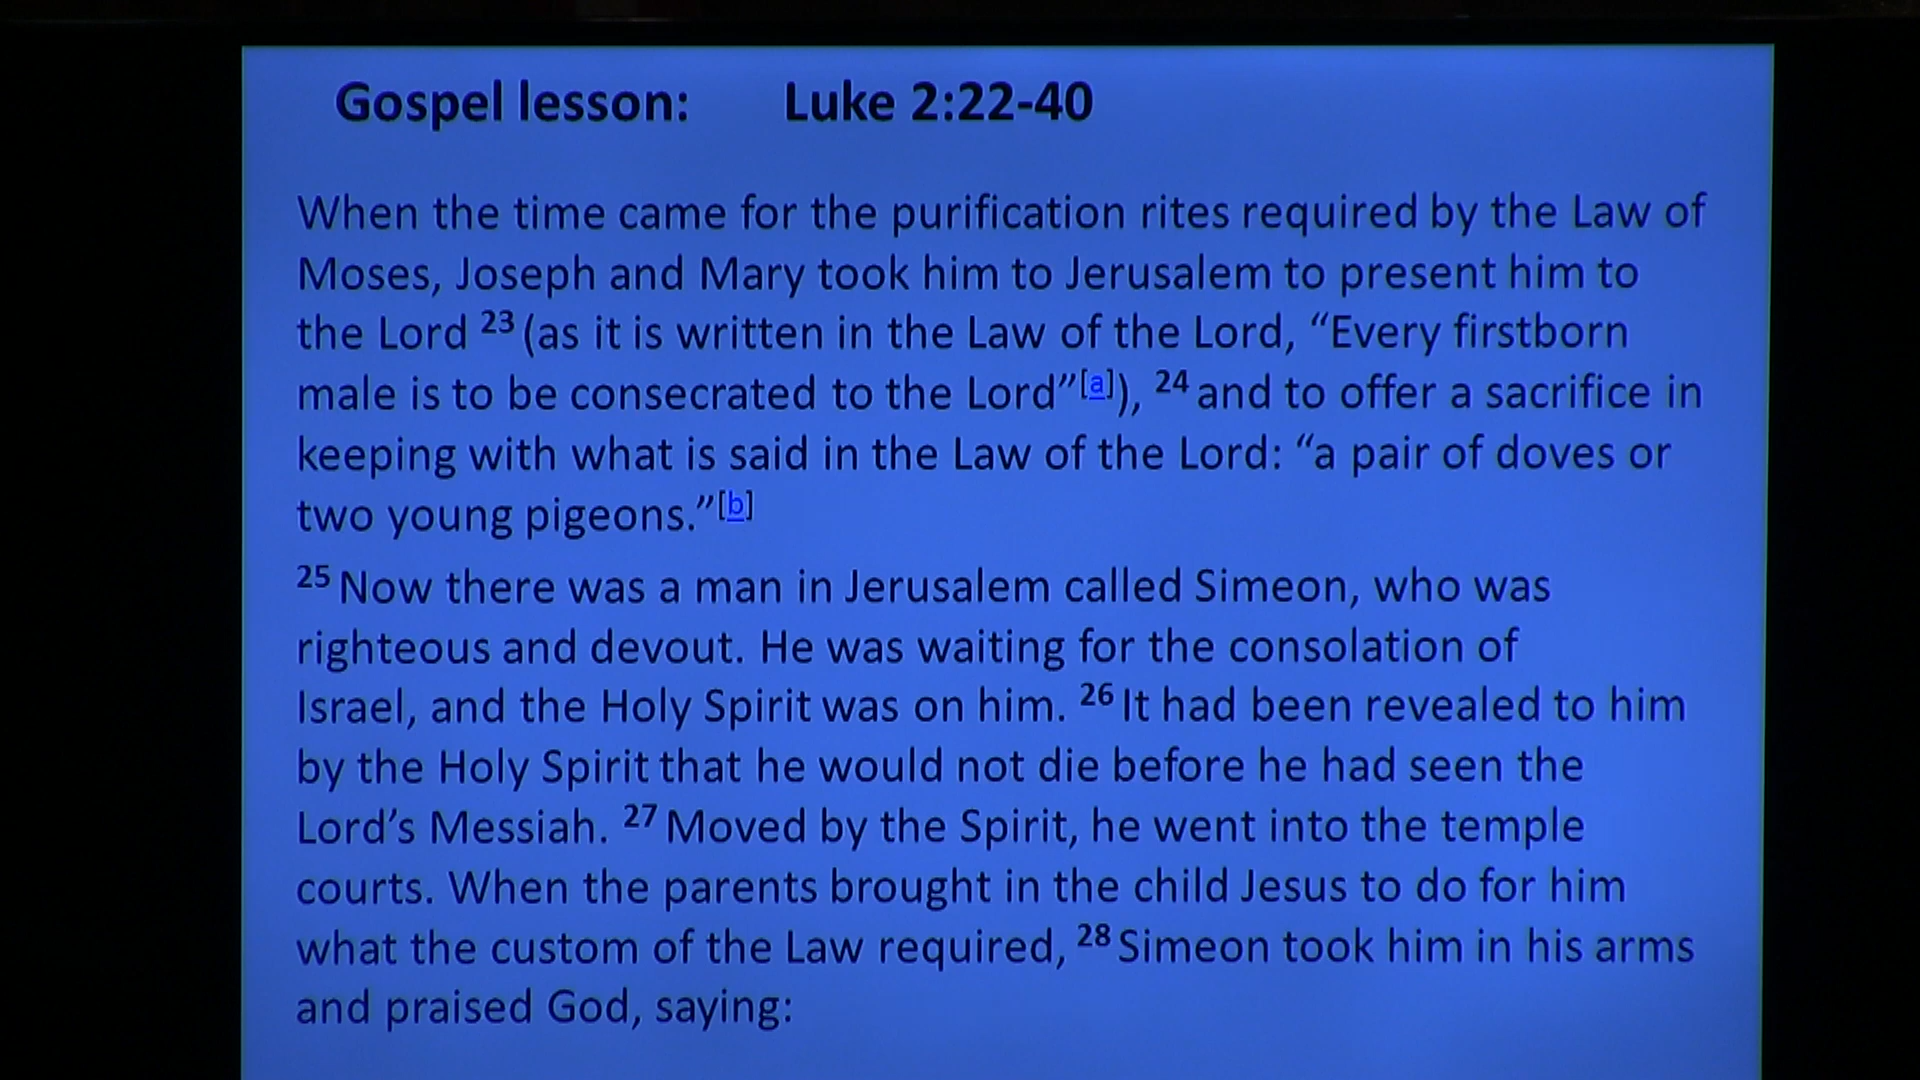 Gospel lesson: Luke 2:22-40
When the time came for the purification rites required by the Law of
Moses, Joseph and Mary took him to Jerusalem to present him to
the Lord 23 (as it is written in the Law of the Lord, “Every firstborn
male is to be consecrated to the Lord”[a]), 24 and to offer a sacrifice in
keeping with what is said in the Law of the Lord: “a pair of doves or
two young pigeons.”[b]
25 Now there was a man in Jerusalem called Simeon, who was
righteous and devout. He was waiting for the consolation of
Israel, and the Holy Spirit was on him. 26 It had been revealed to him
by the Holy Spirit that he would not die before he had seen the
Lord’s Messiah. 27 Moved by the Spirit, he went into the temple
courts. When the parents brought in the child Jesus to do for him
what the custom of the Law required, 28 Simeon took him in his arms
and praised God, saying: